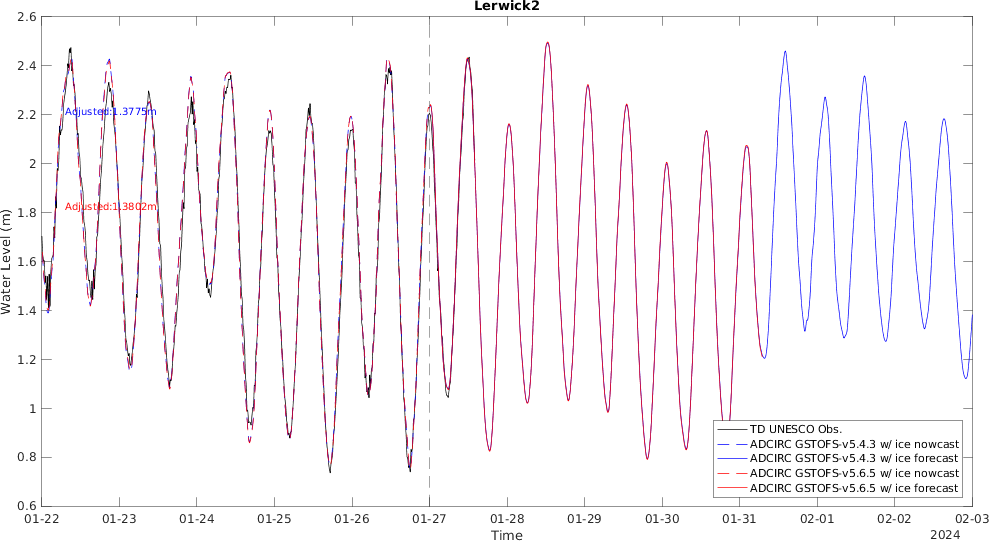 Lerwick2
2.6
2.4
2.2
2
1.8
1.6
1.4
1.2
1
0.8
0.6
Water Level (m)
Adjusted:1.3775m
Adjusted:1.3802m
TD UNESCO Obs.
ADCIRC GSTOFS-v5.4.3 w/ ice nowcast
ADCIRC GSTOFS-v5.4.3 w/ ice forecast
ADCIRC GSTOFS-v5.6.5 w/ ice nowcast
ADCIRC GSTOFS-v5.6.5 w/ ice forecast
01-22 01-23 01-24 01-25 01-26 01-27 01-28 01-29 01-30 01-31 02-01 02-02 02-03
Time
2024